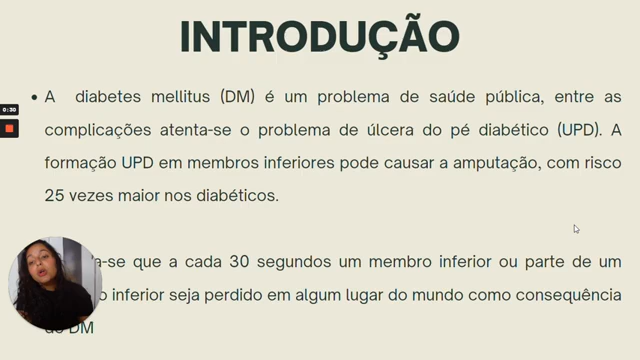 INTRODUÇÃO
0:30
• A diabetes mellitus (DM) é um problema de saúde pública, entre as
complicações atenta-se o problema de úlcera do pé diabético (UPD). A
formação UPD em membros inferiores pode causar a amputação, com risco
25 vezes maior nos diabéticos.
-se que a cada 30 segundos um membro inferior ou parte de um
inferior seja perdido em algum lugar do mundo como consequência
do DM